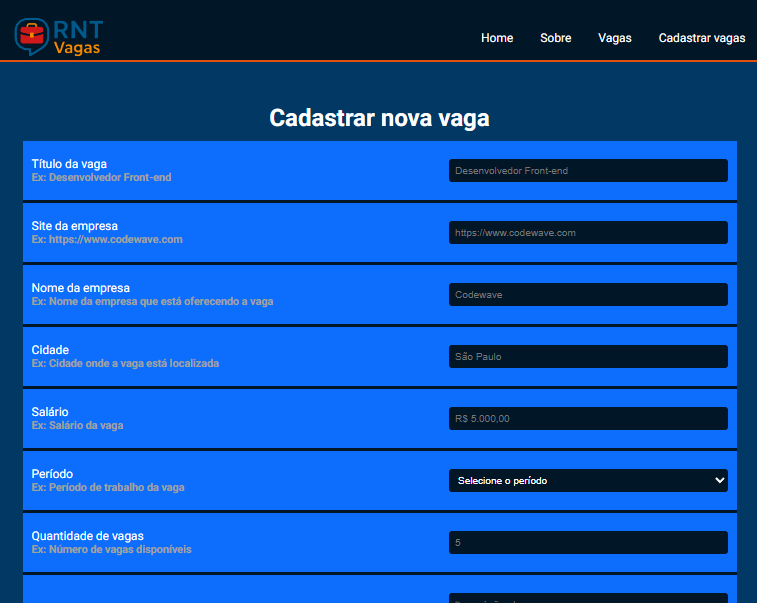 RNT
Vagas
Home Sobre Vagas Cadastrar vagas
Cadastrar nova vaga
Título da vaga
Ex: Desenvolvedor Front-end
Desenvolvedor Front-end
Site da empresa
Ex: https://www.codewave.com
https://www.codewave.com
Nome da empresa
Ex: Nome da empresa que está oferecendo a vaga
Codewave
Cidade
Ex: Cidade onde a vaga está localizada
São Paulo
Salário
Ex: Salário da vaga
R$ 5.000,00
Período
Ex: Período de trabalho da vaga
Selecione o período
Quantidade de vagas
Ex: Número de vagas disponíveis
5